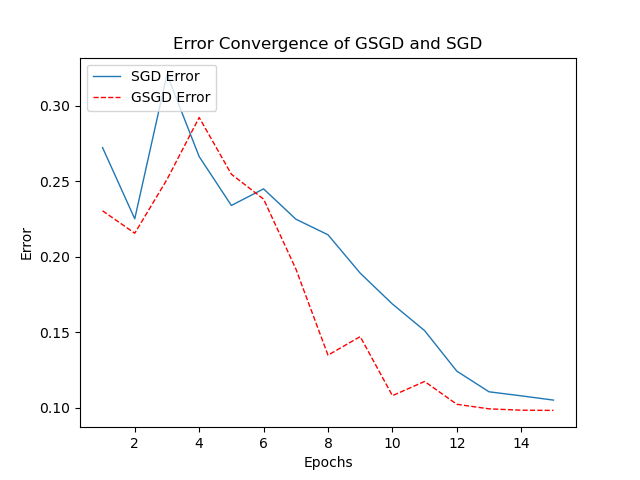 Error Convergence of GSGD and SGD
SGD Error
GSGD Error
0.30
0.25
0.20
0.15
0.10
Error
2 4 6 8 10 12 14
Epochs